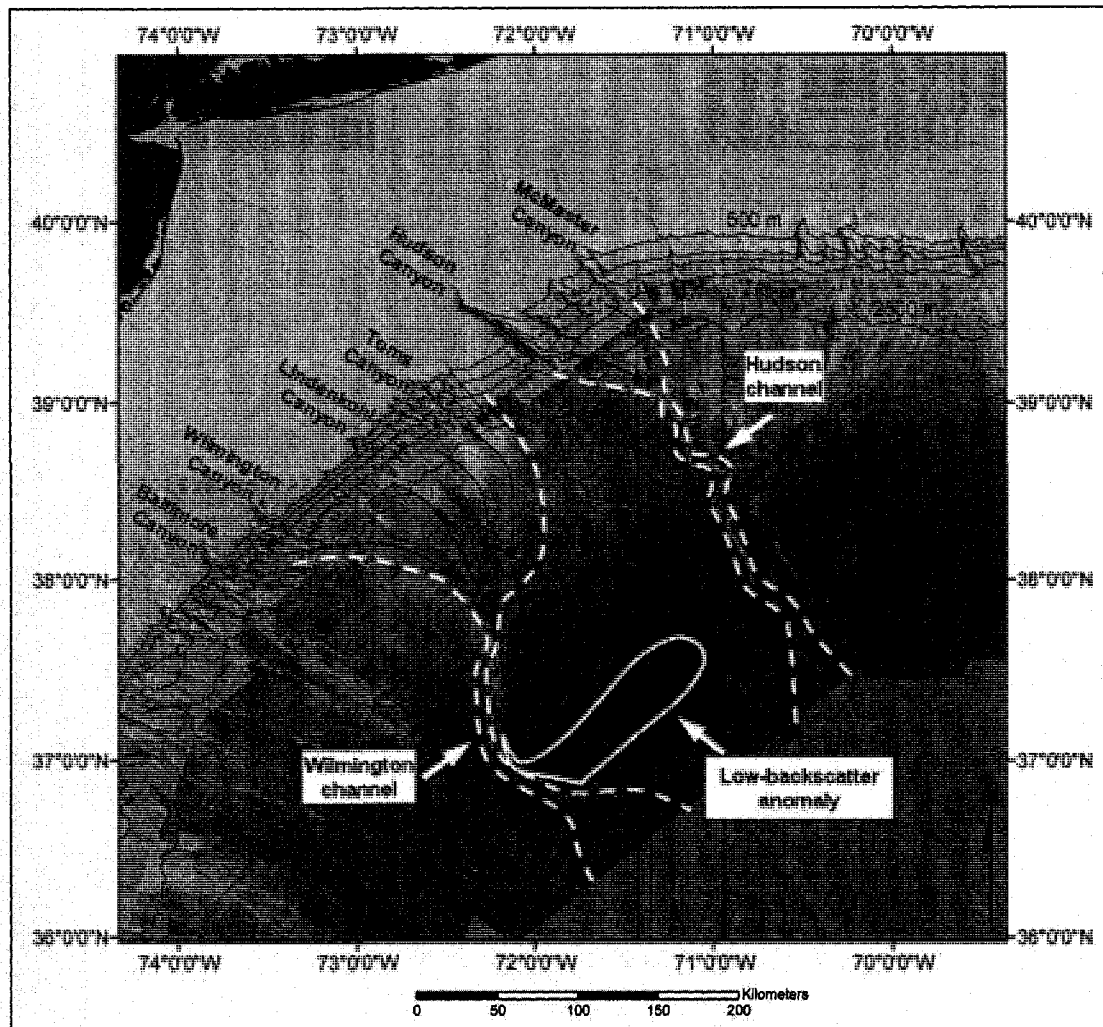 74°0'0"W 73°0'0"W 72°0'0"W 71°0'0"W 70°0'0"W
40°0'0"N
40°0'0"N
McMaster
Canyon
500 m
Hudson
Canyon
Toms
Canyon
Hudson
channel
39°0'0"N
39°0'0"N
Lindenkohl
Canyon
Wilmington
Canyon
Baltimore
Canyon
38°0'0"N
38°0'0"N
37°0'0"N
37°0'0"N
Wilmington
channel
Low-backscatter
anomaly
36°0'0"N
36°0'0"N
74°0'0"W 73°0'0"W 72°0'0"W 71°0'0"W 70°0'0"W
Kilometers
0 50 100 150 200